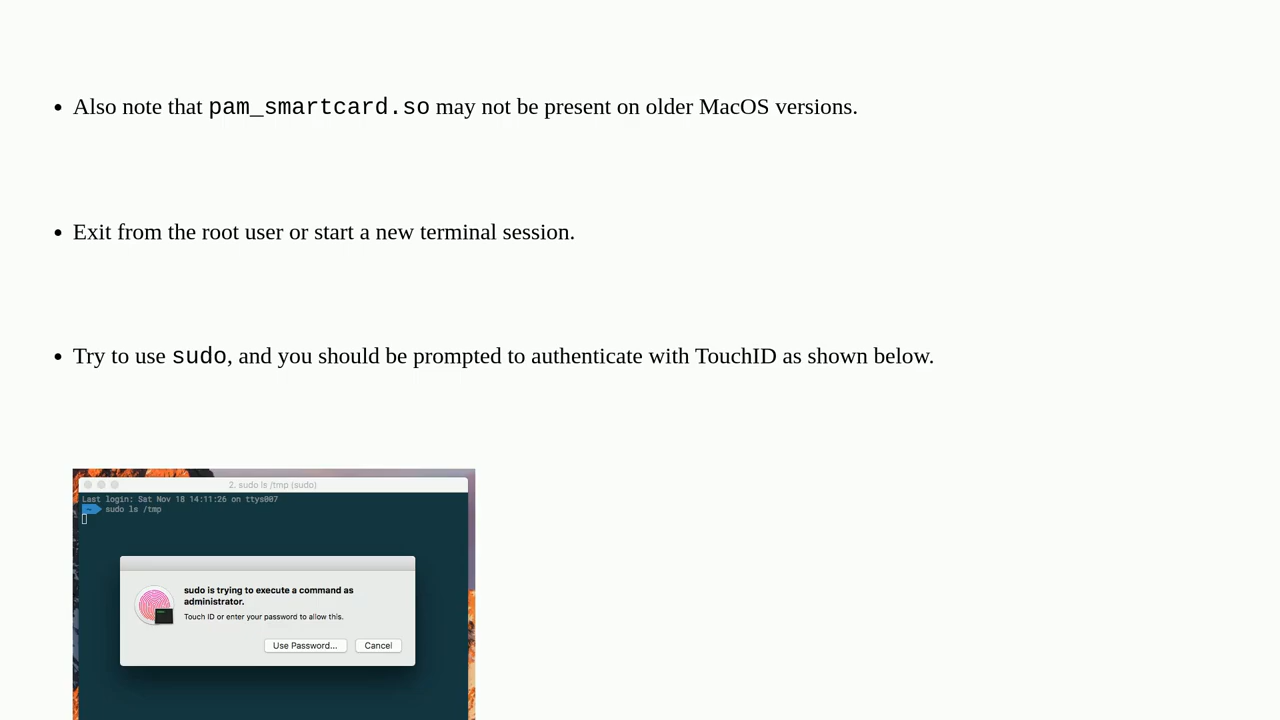 • Also note that pam_smartcard.so may not be present on older MacOS versions.
• Exit from the root user or start a new terminal session.
• Try to use sudo, and you should be prompted to authenticate with TouchID as shown below.
2. sudo ls /tmp (sudo)
Last login: Sat Nov 18 14:11:26 on ttys007
~ sudo ls /tmp
sudo is trying to execute a command as
administrator.
Touch ID or enter your password to allow this.
Use Password... Cancel